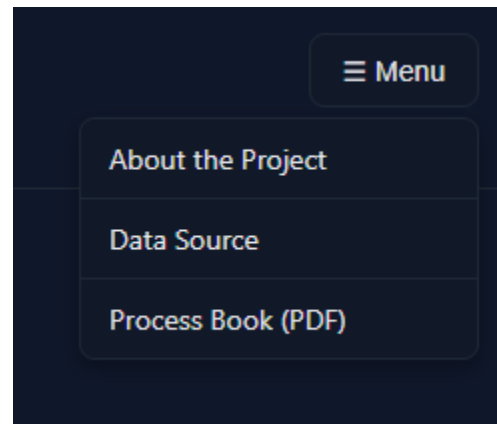 ☰ Menu
About the Project
Data Source
Process Book (PDF)